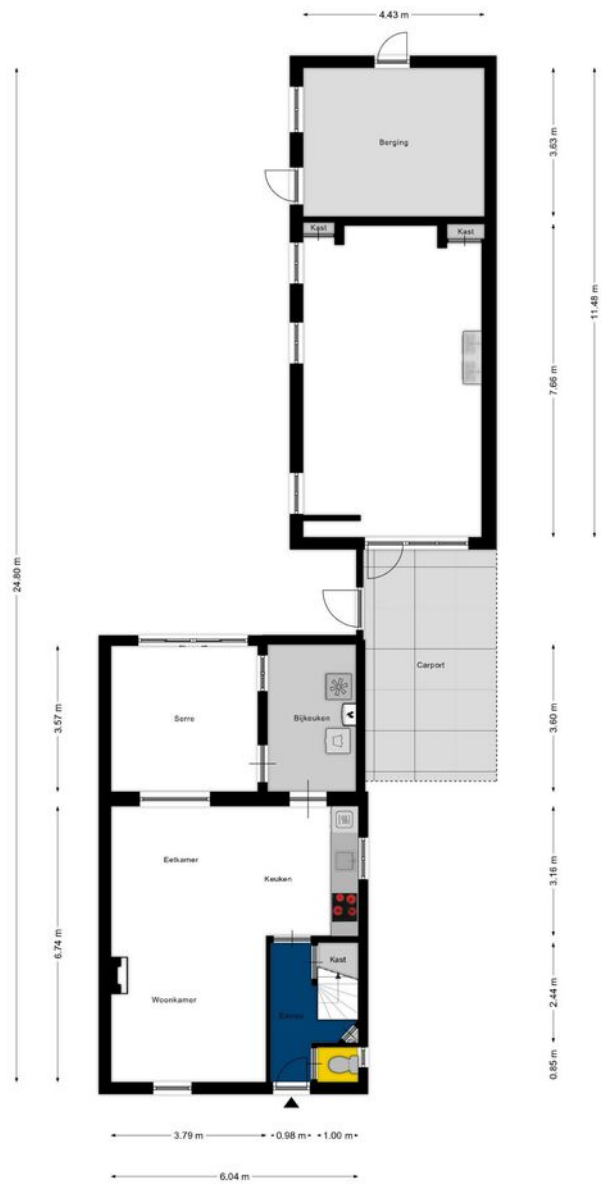 4.43 m
Berging
3.63 m
Kast
Kast
11.48 m
7.66 m
24.80 m
Carport
3.57 m
Serre
Bijkeuken
3.60 m
Eetkamer
Keuken
3.16 m
6.74 m
Kast
Woonkamer
2.44 m
Entree
0.85 m
3.79 m
0.98 m
1.00 m
6.04 m